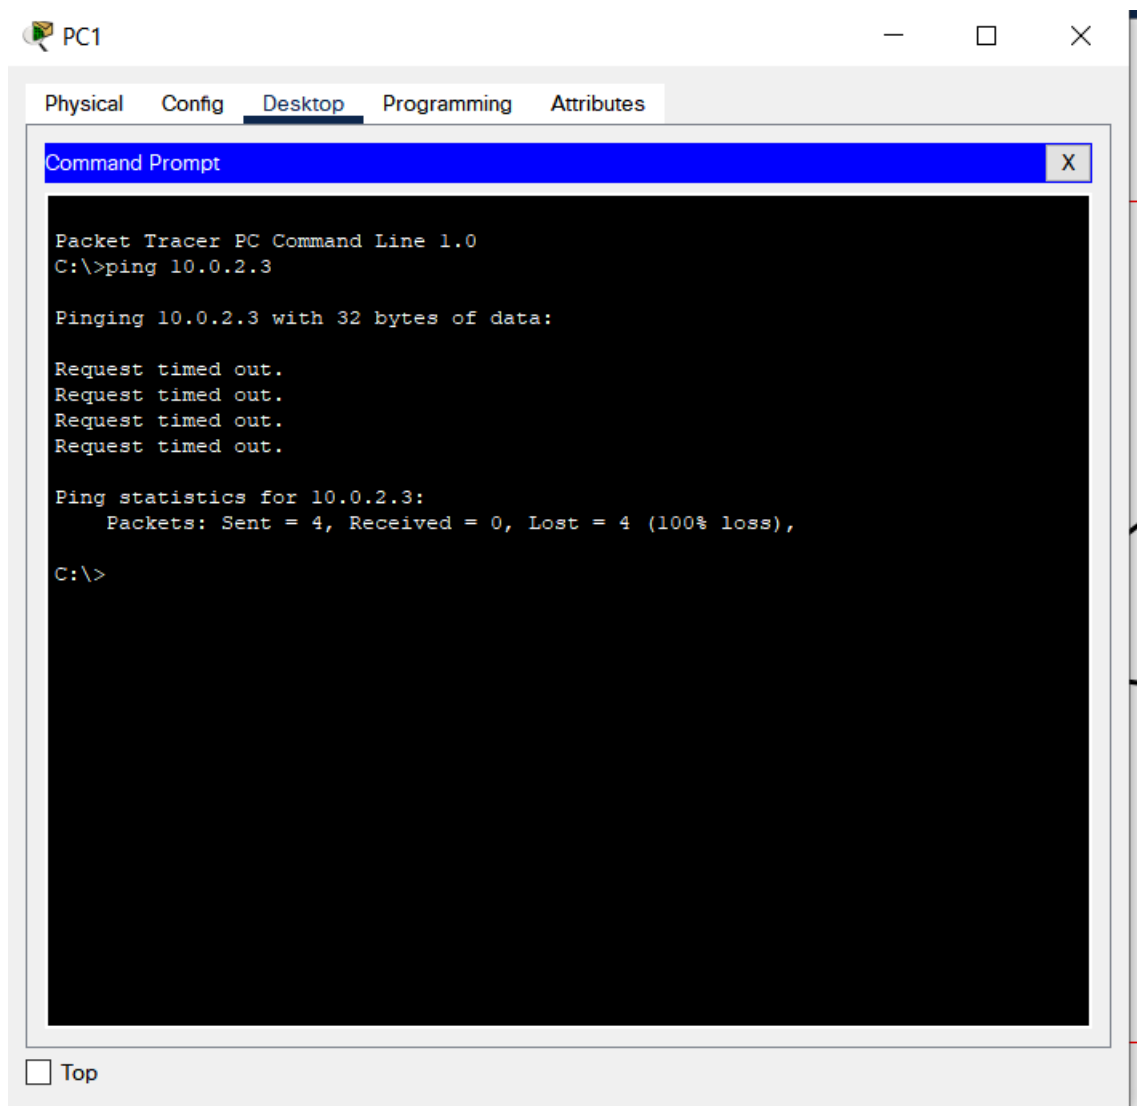 PC1
Physical Config Desktop Programming Attributes
Command Prompt X
Packet Tracer PC Command Line 1.0
C:\>ping 10.0.2.3
Pinging 10.0.2.3 with 32 bytes of data:
Request timed out.
Request timed out.
Request timed out.
Request timed out.
Ping statistics for 10.0.2.3:
    Packets: Sent = 4, Received = 0, Lost = 4 (100% loss),
C:\>
Top